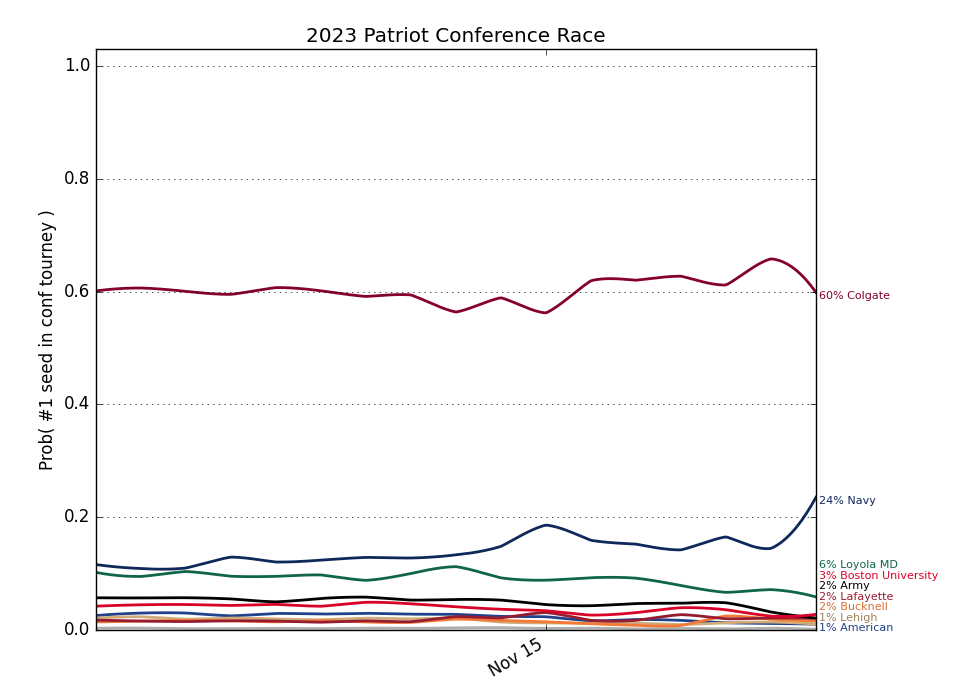 2023 Patriot Conference Race
1.0
0.8
0.6
0.4
0.2
0.0
Prob( #1 seed in conf tourney )
Nov 15
60% Colgate
24% Navy
6% Loyola MD
3% Boston University
2% Army
2% Lafayette
2% Bucknell
1% Lehigh
1% American